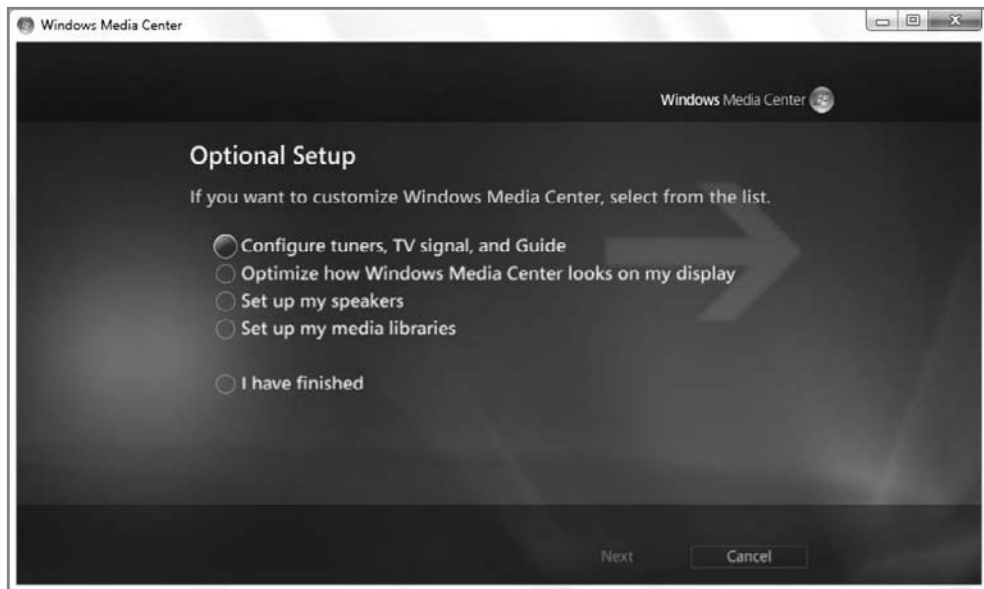 Windows Media Center
Windows Media Center
Optional Setup
If you want to customize Windows Media Center, select from the list.
Configure tuners, TV signal, and Guide
Optimize how Windows Media Center looks on my display
Set up my speakers
Set up my media libraries
I have finished
Next Cancel